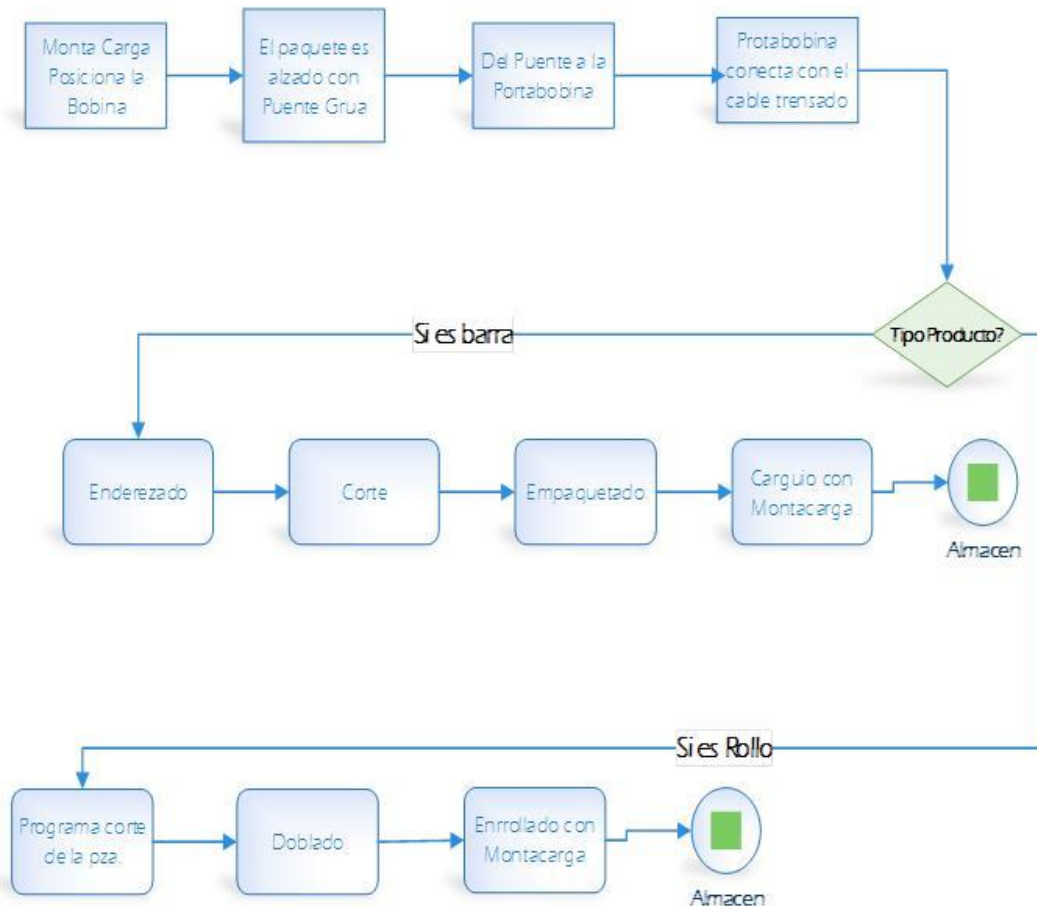 Monta Carga
Posiciona la
Bobina
El paquete es
alzado con
Puente Grua
Del Puente a la
Portabobina
Protabobina
conecta con el
cable trensado
Tipo Producto?
Si es barra
Enderezado
Corte
Empaquetado
Carguio con
Montacarga
Almacen
Si es Rollo
Programa corte
de la pza.
Doblado
Enrrollado con
Montacarga
Almacen